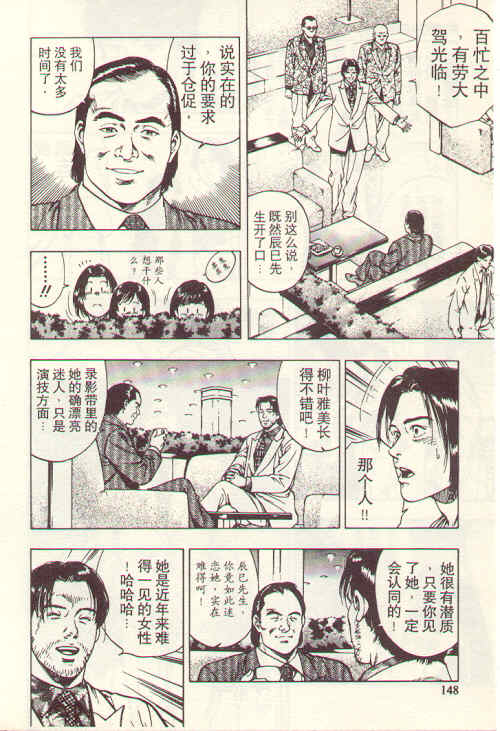 百忙之中
，有劳大
驾光临！
别这么说，
既然辰巳先
生开了口…
说实在的
，你的要求
过于仓促，
我们
没有太多
时间了，
那些人
想干什
么？
……!!
那个人!!
柳叶雅美长
得不错吧！
录影带里的
她的确漂亮
迷人，只是
演技方面…
她很有潜质
，只要你见
了她，一定
会认同的！
辰巳先生，
你竟如此迷
恋她，实在
难得呵！
她是近年来难
得一见的女性
！哈哈哈…
148